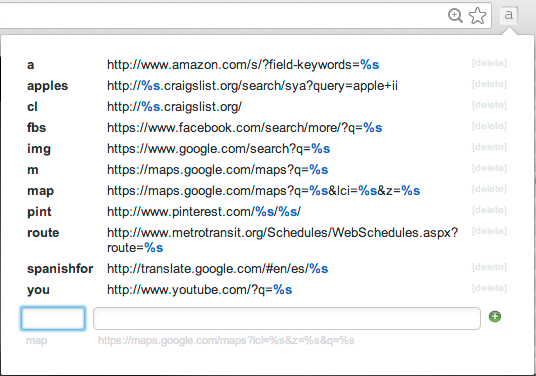 a
a http://www.amazon.com/s/?field-keywords=%s [delete]
apples http://%s.craigslist.org/search/sya?query=apple+ii [delete]
cl http://%s.craigslist.org/ [delete]
fbs https://www.facebook.com/search/more/?q=%s [delete]
img https://www.google.com/search?q=%s [delete]
m https://maps.google.com/maps?q=%s [delete]
map https://maps.google.com/maps?q=%s&lci=%s&z=%s [delete]
pint http://www.pinterest.com/%s/%s/ [delete]
route http://www.metrotransit.org/Schedules/WebSchedules.aspx? [delete]
route=%s
spanishfor http://translate.google.com/#en/es/%s [delete]
you http://www.youtube.com/?q=%s [delete]
map https://maps.google.com/maps?lci=%s&z=%s&q=%s